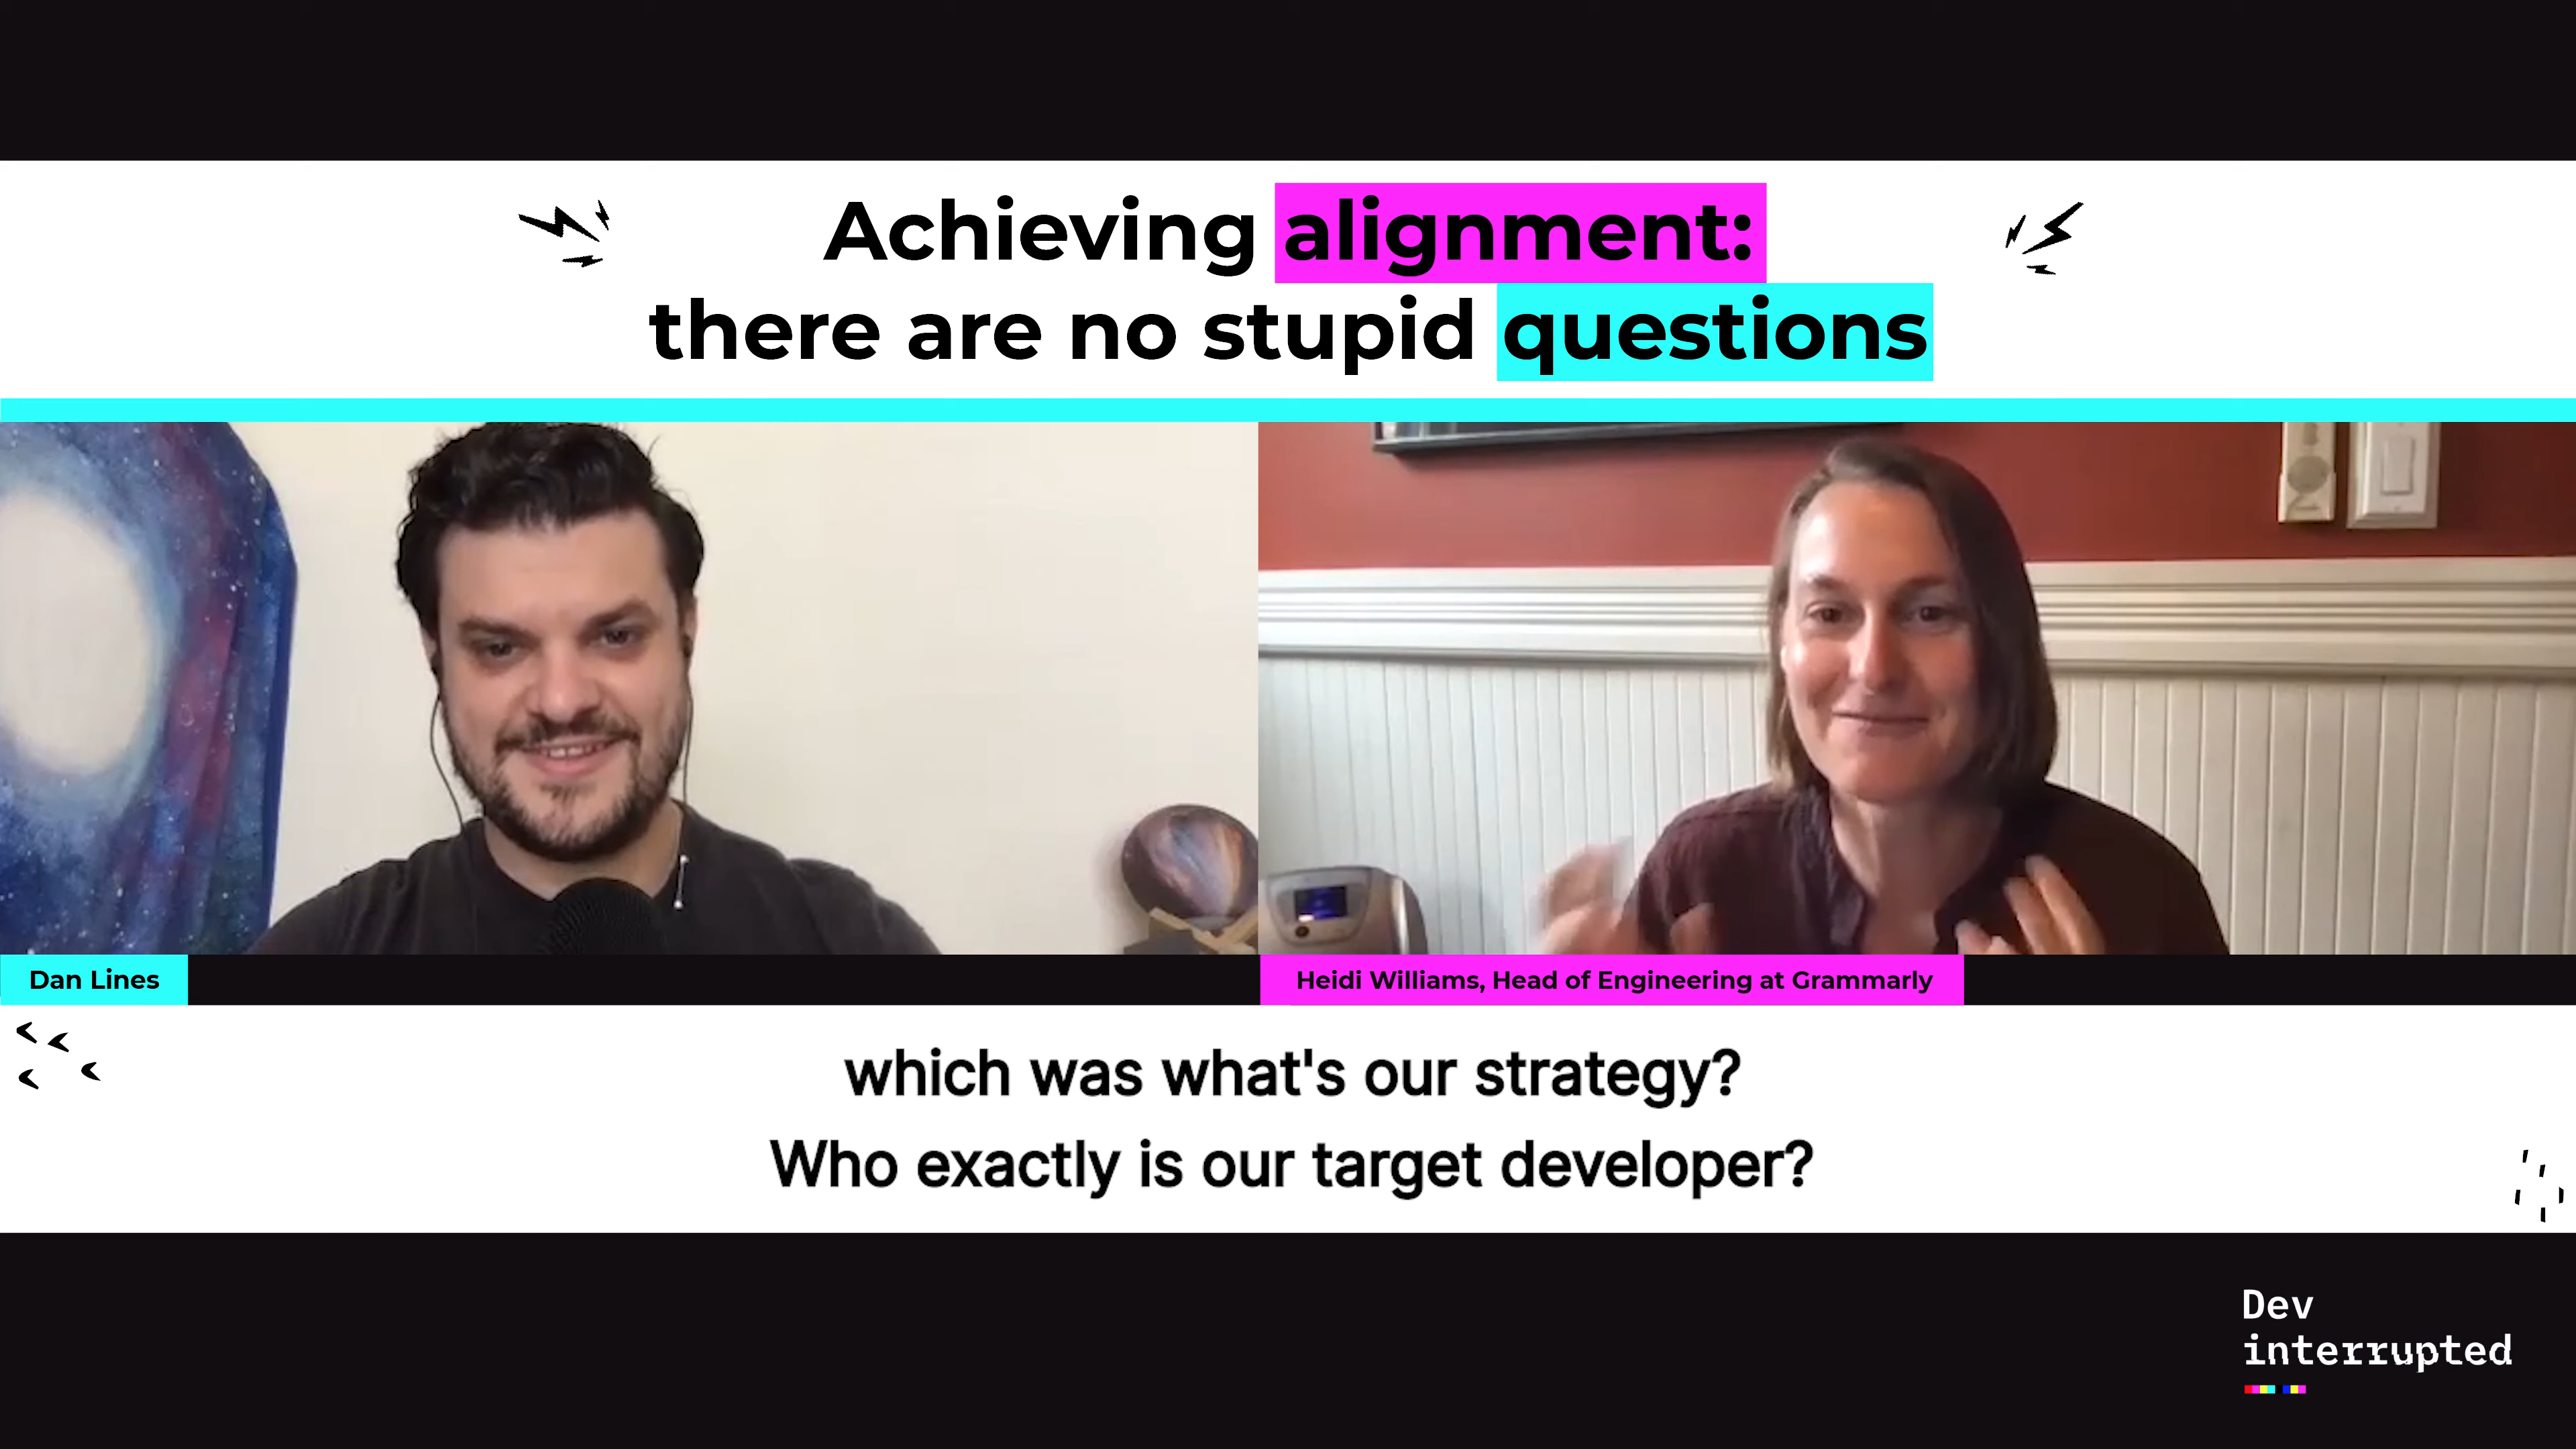 Achieving alignment:
there are no stupid questions
Dan Lines
Heidi Williams, Head of Engineering at Grammarly
which was what's our strategy?
Who exactly is our target developer?
Dev
interrupted